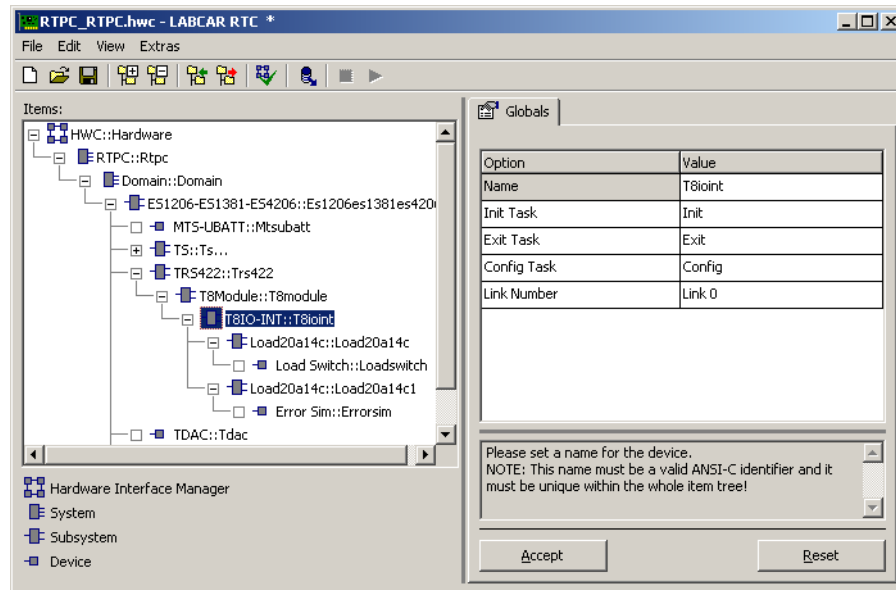 RTPC_RTPC.hwc - LABCAR RTC *
File Edit View Extras
Items:
HWC::Hardware
RTPC::Rtpc
Domain::Domain
ES1206-ES1381-ES4206::Es1206es1381es420
MTS-UBATT::Mtsubatt
TS::Ts...
TRS422::Trs422
T8Module::T8module
T8IO-INT::T8ioint
Load20a14c::Load20a14c
Load Switch::Loadswitch
Load20a14c::Load20a14c1
Error Sim::Errorsim
TDAC::Tdac
Hardware Interface Manager
System
Subsystem
Device
Globals
Option Value
Name T8ioint
Init Task Init
Exit Task Exit
Config Task Config
Link Number Link 0
Please set a name for the device.
NOTE: This name must be a valid ANSI-C identifier and it
must be unique within the whole item tree!
Accept Reset